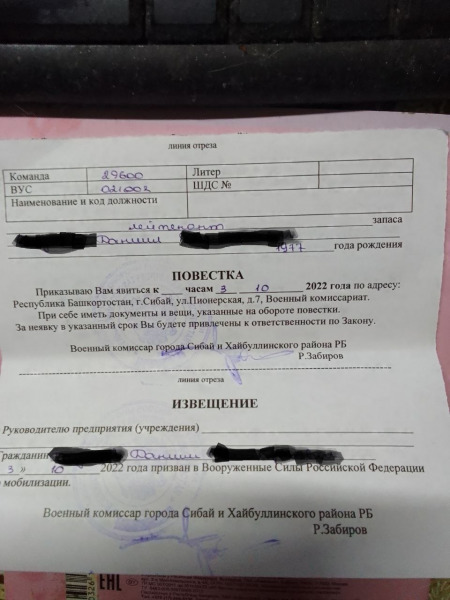 линия отреза
Команда 29600 Литер
ВУС 021002 ШДС №
Наименование и код должности
лейтенант запаса
Даниил
1977 года рождения
ПОВЕСТКА
Приказываю Вам явиться к ___ часам 3 10 2022 года по адресу:
Республика Башкортостан, г.Сибай, ул.Пионерская, д.7, Военный комиссариат.
При себе иметь документы и вещи, указанные на обороте повестки.
За неявку в указанный срок Вы будете привлечены к ответственности по Закону.
Военный комиссар города Сибай и Хайбуллинского района РБ
Р.Забиров
линия отреза
ИЗВЕЩЕНИЕ
Руководителю предприятия (учреждения)
Граждани Даниил
3 » 10 2022 года призван в Вооруженные Силы Российской Федерации
о мобилизации.
Военный комиссар города Сибай и Хайбуллинского района РБ
Р.Забиров
EAC